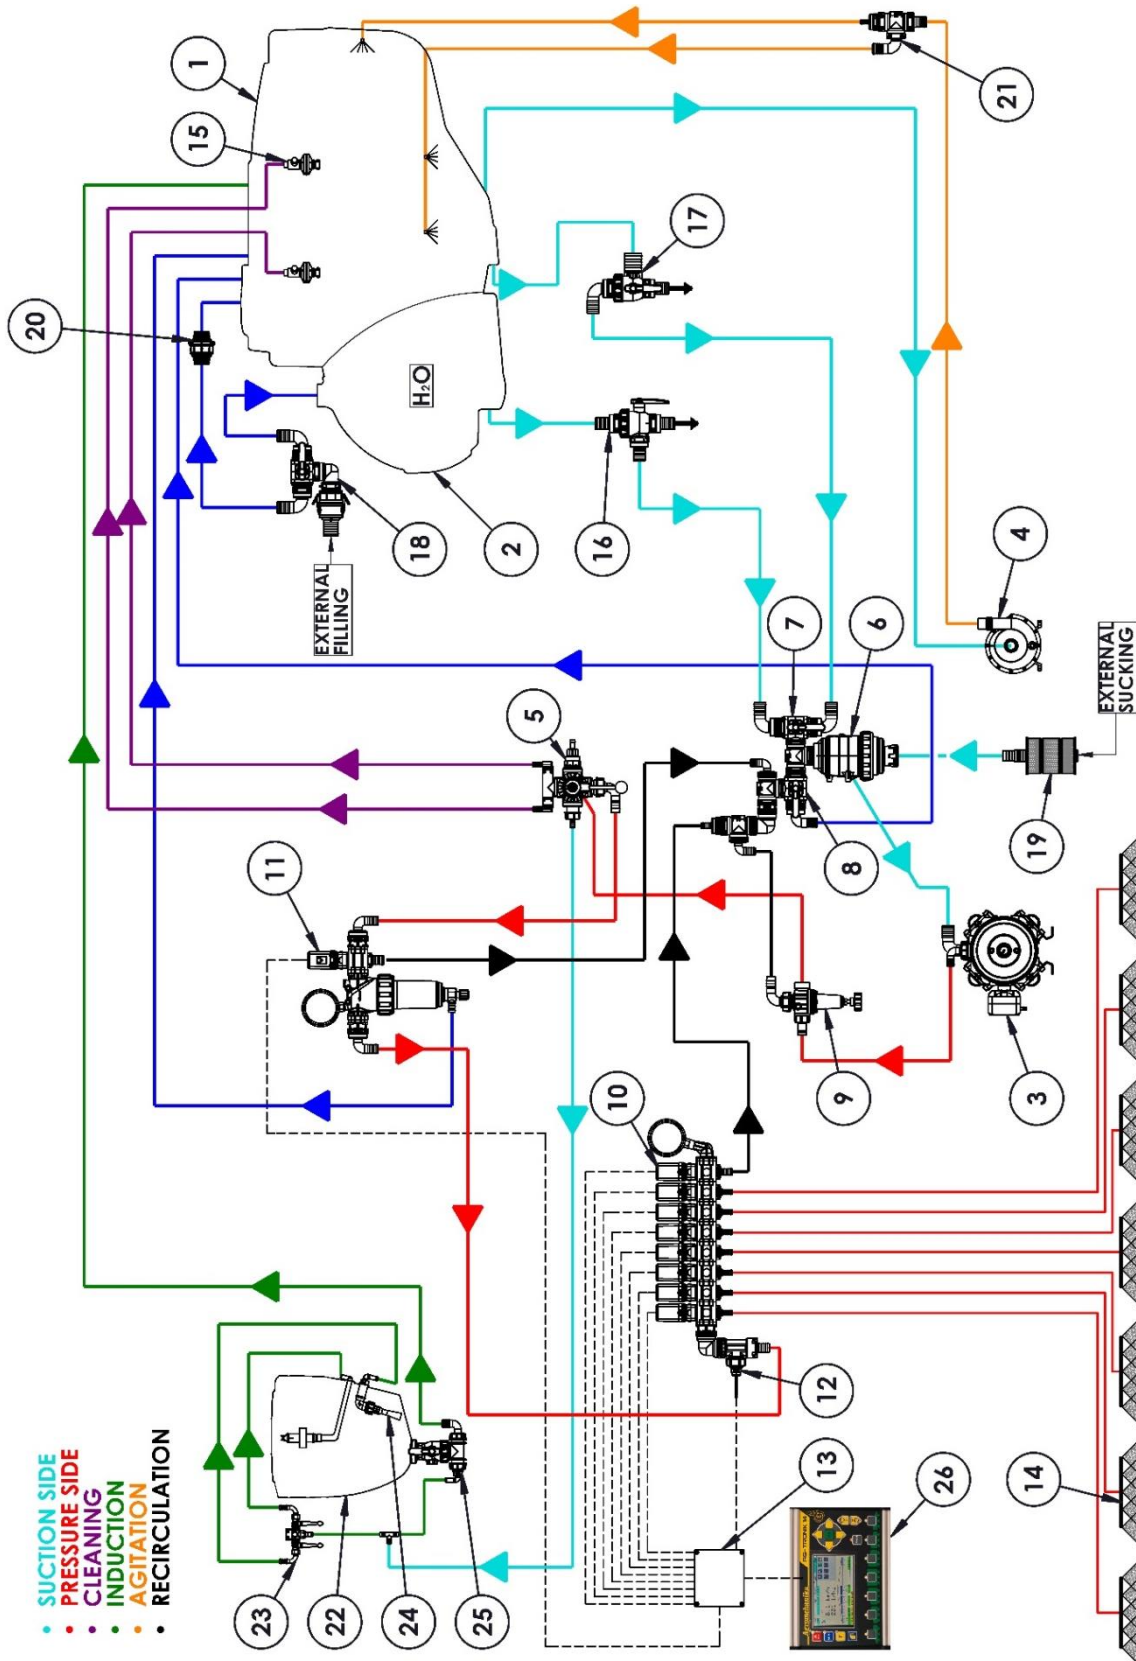 • SUCTION SIDE
• PRESSURE SIDE
• CLEANING
• INDUCTION
• AGITATION
• RECIRCULATION
23
22
24
25
13
26
14
12
10
11
9
3
8
5
7
6
19
EXTERNAL
SUCKING
4
EXTERNAL
FILLING
18
2
16
20
H₂O
17
15
1
21